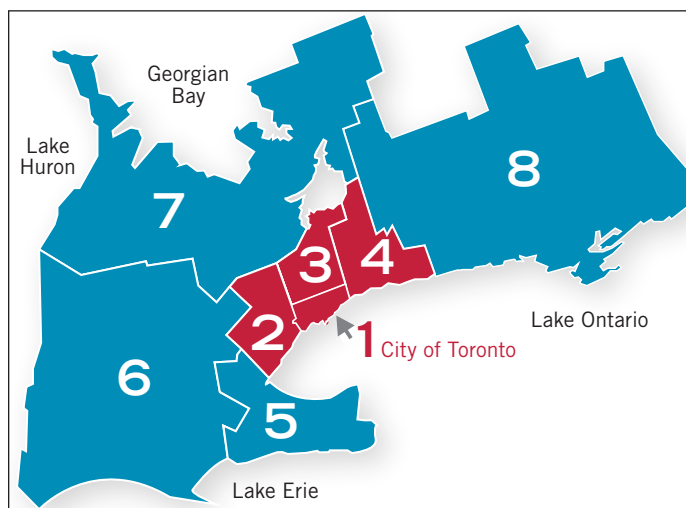 Georgian
Bay
Lake
Huron
8
7
3
4
2
1 City of Toronto
Lake Ontario
6
5
Lake Erie